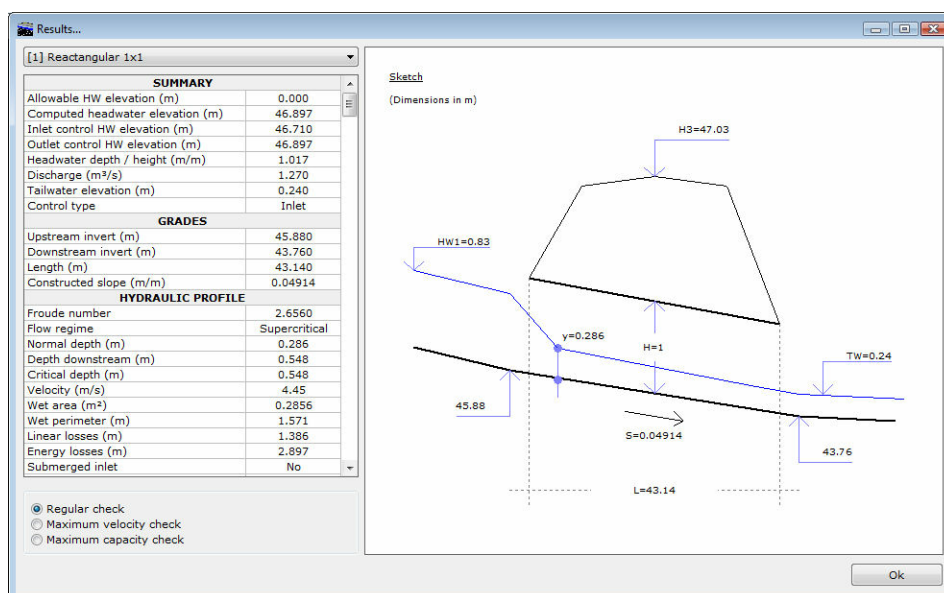 Results...
[1] Reactangular 1x1
SUMMARY
Allowable HW elevation (m) 0.000
Computed headwater elevation (m) 46.897
Inlet control HW elevation (m) 46.710
Outlet control HW elevation (m) 46.897
Headwater depth / height (m/m) 1.017
Discharge (m³/s) 1.270
Tailwater elevation (m) 0.240
Control type Inlet
GRADES
Upstream invert (m) 45.880
Downstream invert (m) 43.760
Length (m) 43.140
Constructed slope (m/m) 0.04914
HYDRAULIC PROFILE
Froude number 2.6560
Flow regime Supercritical
Normal depth (m) 0.286
Depth downstream (m) 0.548
Critical depth (m) 0.548
Velocity (m/s) 4.45
Wet area (m²) 0.2856
Wet perimeter (m) 1.571
Linear losses (m) 1.386
Energy losses (m) 2.897
Submerged inlet No
Regular check
Maximum velocity check
Maximum capacity check
Sketch
(Dimensions in m)
H3=47.03
HW1=0.83
y=0.286
H=1
TW=0.24
45.88
S=0.04914
43.76
L=43.14
Ok